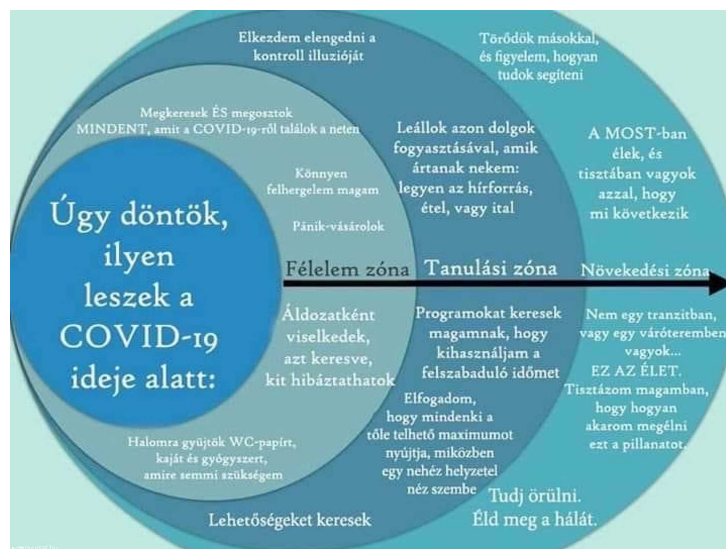 Úgy döntök,
ilyen
leszek a
COVID-19
ideje alatt:
Megkeresek ÉS megosztok
MINDENT, amit a COVID-19-ről találok a neten
Könnyen
felhergelem magam
Pánik-vásárolok
Félelem zóna
Áldozatként
viselkedek,
azt keresve,
kit hibáztathatok
Halomra gyűjtök WC-papírt,
kaját és gyógyszert,
amire semmi szükségem
Elkezdem elengedni a
kontroll illuzióját
Leállok azon dolgok
fogyasztásával, amik
ártanak nekem:
legyen az hírforrás,
étel, vagy ital
Tanulási zóna
Programokat keresek
magamnak, hogy
kihasználjam a
felszabaduló időmet
Elfogadom,
hogy mindenki a
tőle telhető maximumot
nyújtja, miközben
egy nehéz helyzetel
néz szembe
Lehetőségeket keresek
Törődök másokkal,
és figyelem, hogyan
tudok segíteni
A MOST-ban
élek, és
tisztában vagyok
azzal, hogy
mi következik
Növekedési zóna
Nem egy tranzitban,
vagy egy váróteremben
vagyok...
EZ AZ ÉLET.
Tisztázom magamban,
hogy hogyan
akarom megélni
ezt a pillanatot.
Tudj örülni.
Éld meg a hálát.